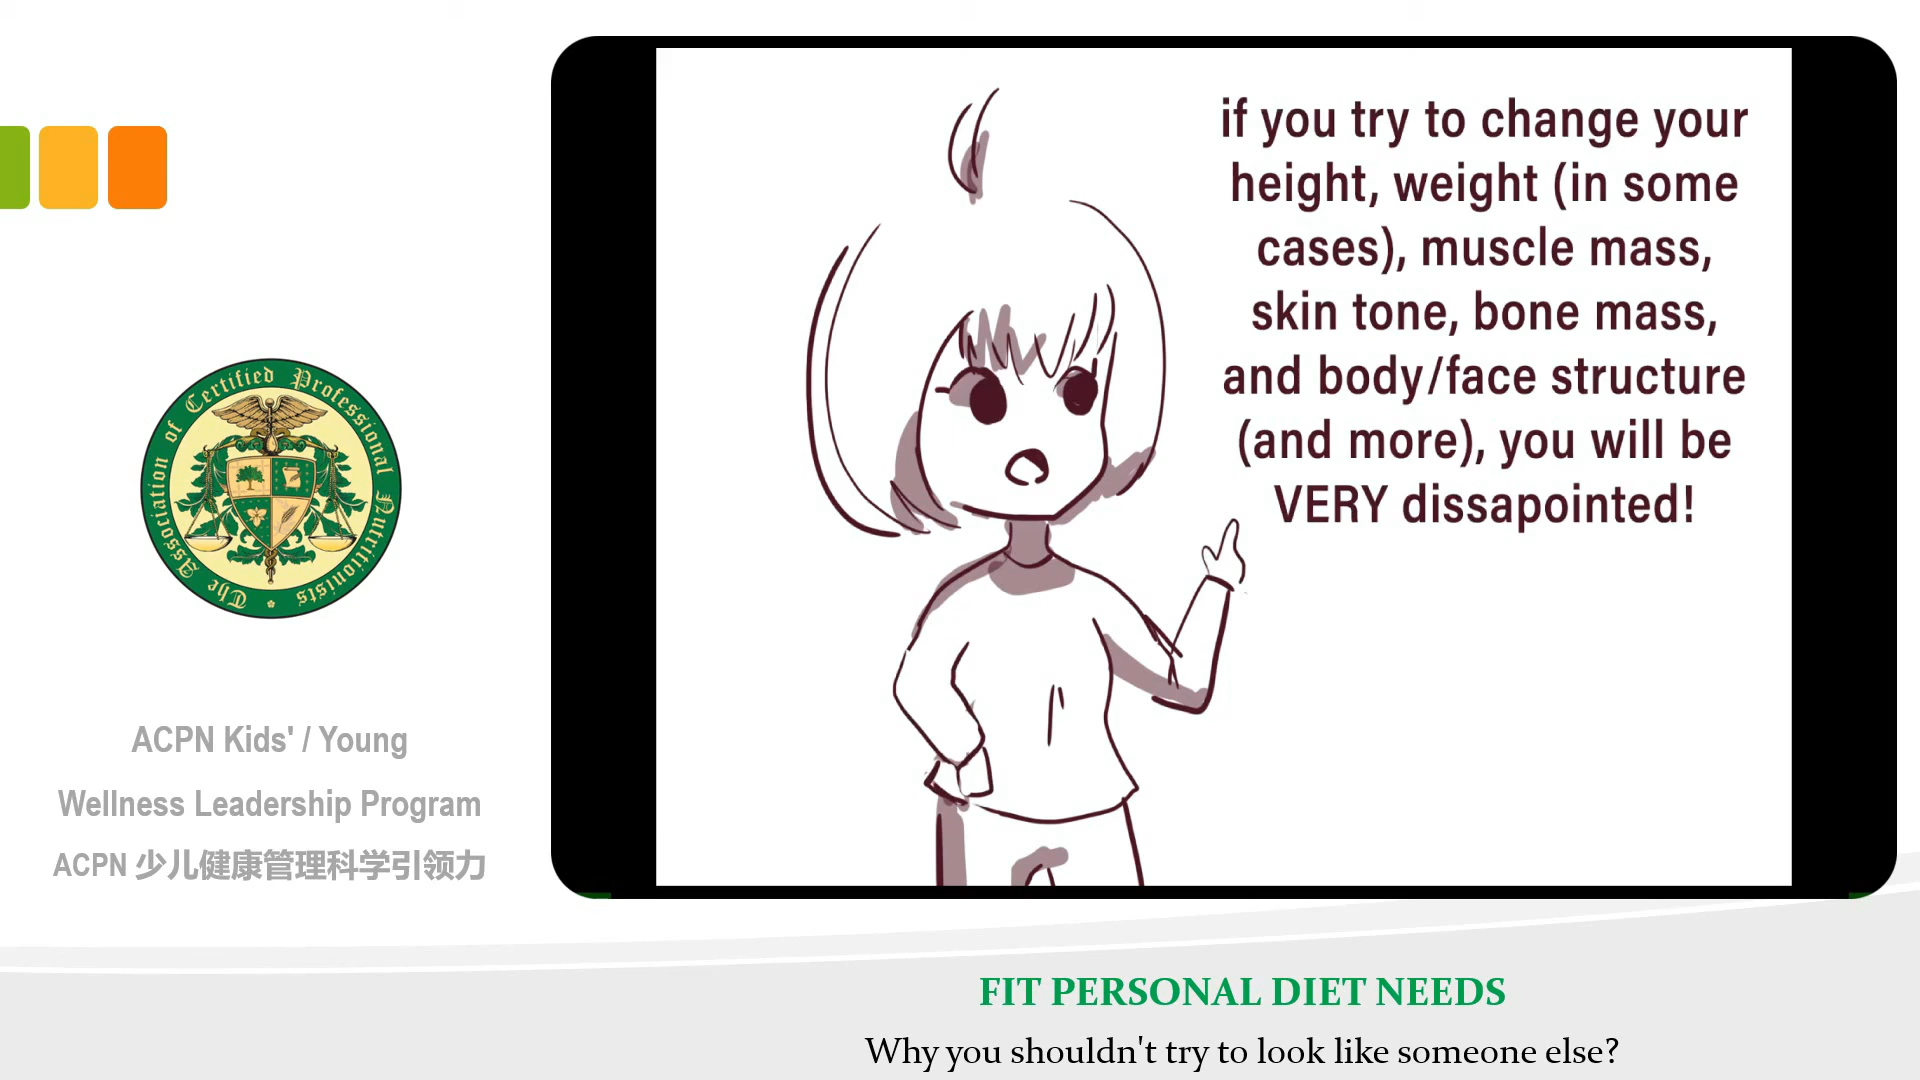 if you try to change your
height, weight (in some
cases), muscle mass,
skin tone, bone mass,
and body/face structure
(and more), you will be
VERY dissapointed!
The Association of Certified Professional Nutritionists
ACPN Kids' / Young
Wellness Leadership Program
ACPN 少儿健康管理科学引领力
FIT PERSONAL DIET NEEDS
Why you shouldn't try to look like someone else?